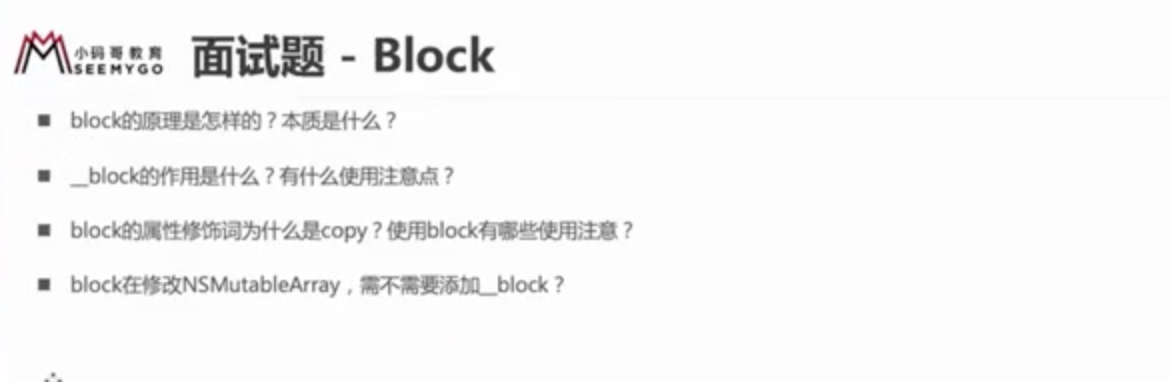 小码哥教育
SEEMYGO
面试题 - Block
block的原理是怎样的？本质是什么？
__block的作用是什么？有什么使用注意点？
block的属性修饰词为什么是copy？使用block有哪些使用注意？
block在修改NSMutableArray，需不需要添加__block？